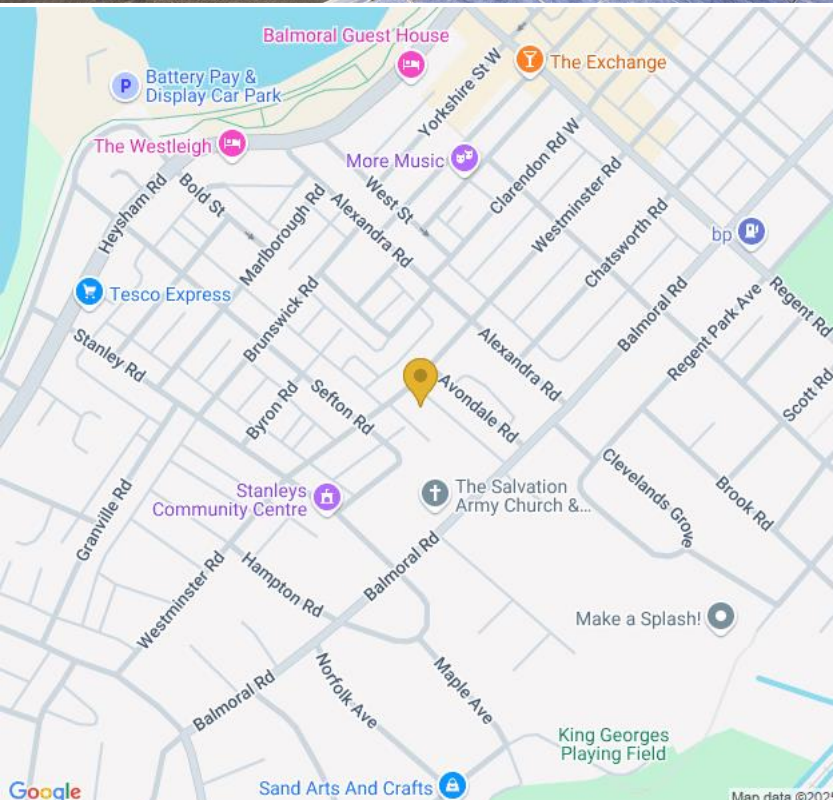 Balmoral Guest House
Yorkshire St W
The Exchange
P
Battery Pay &
Display Car Park
The Westleigh
More Music
Clarendon Rd W
Bold St
West St
Westminster Rd
Heysham Rd
Marlborough Rd
Alexandra Rd
Chatsworth Rd
bp
Tesco Express
Brunswick Rd
Balmoral Rd
Regent Park Ave
Regent Rd
Stanley Rd
Alexandra Rd
Scott Rd
Byron Rd
Sefton Rd
Avondale Rd
Granville Rd
Stanleys
Community Centre
The Salvation
Army Church &...
Clevelands Grove
Brook Rd
Westminster Rd
Hampton Rd
Balmoral Rd
Make a Splash!
Balmoral Rd
Norfolk Ave
Maple Ave
King Georges
Playing Field
Sand Arts And Crafts
Google
Map data ©2025